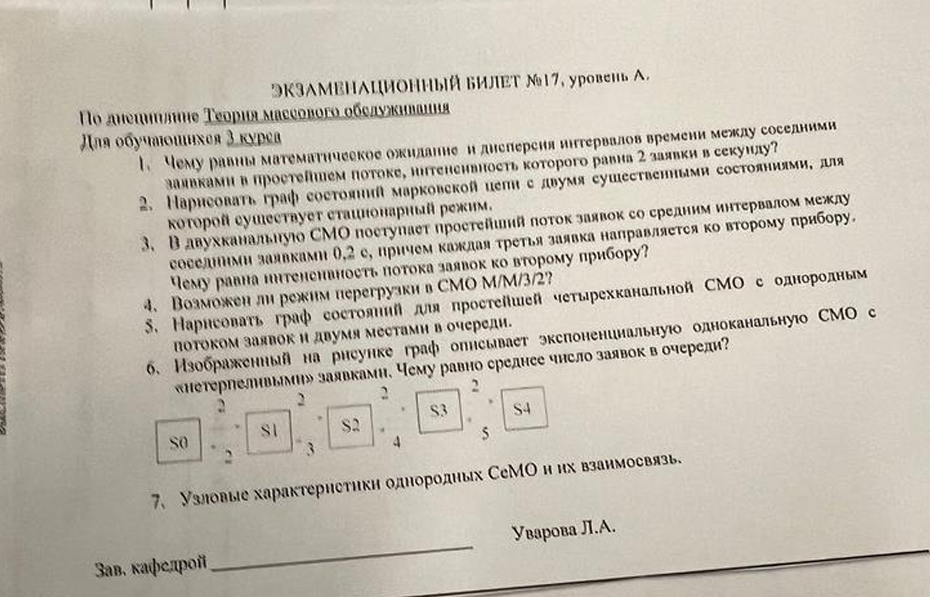 ЭКЗАМЕНАЦИОННЫЙ БИЛЕТ №17, уровень А.
По дисциплине Теория массового обслуживания
Для обучающихся 3 курса
1. Чему равны математическое ожидание и дисперсия интервалов времени между соседними
заявками в простейшем потоке, интенсивность которого равна 2 заявки в секунду?
2. Нарисовать граф состояний марковской цепи с двумя существенными состояниями, для
которой существует стационарный режим.
3. В двухканальную СМО поступает простейший поток заявок со средним интервалом между
соседними заявками 0,2 с, причем каждая третья заявка направляется ко второму прибору.
Чему равна интенсивность потока заявок ко второму прибору?
4. Возможен ли режим перегрузки в СМО М/М/3/2?
5. Нарисовать граф состояний для простейшей четырехканальной СМО с однородным
потоком заявок и двумя местами в очереди.
6. Изображенный на рисунке граф описывает экспоненциальную одноканальную СМО с
«нетерпеливыми» заявками. Чему равно среднее число заявок в очереди?
2 2 2 2
S0 S1 S2 S3 S4
2 3 4 5
7. Узловые характеристики однородных СеМО и их взаимосвязь.
Уварова Л.А.
Зав. кафедрой